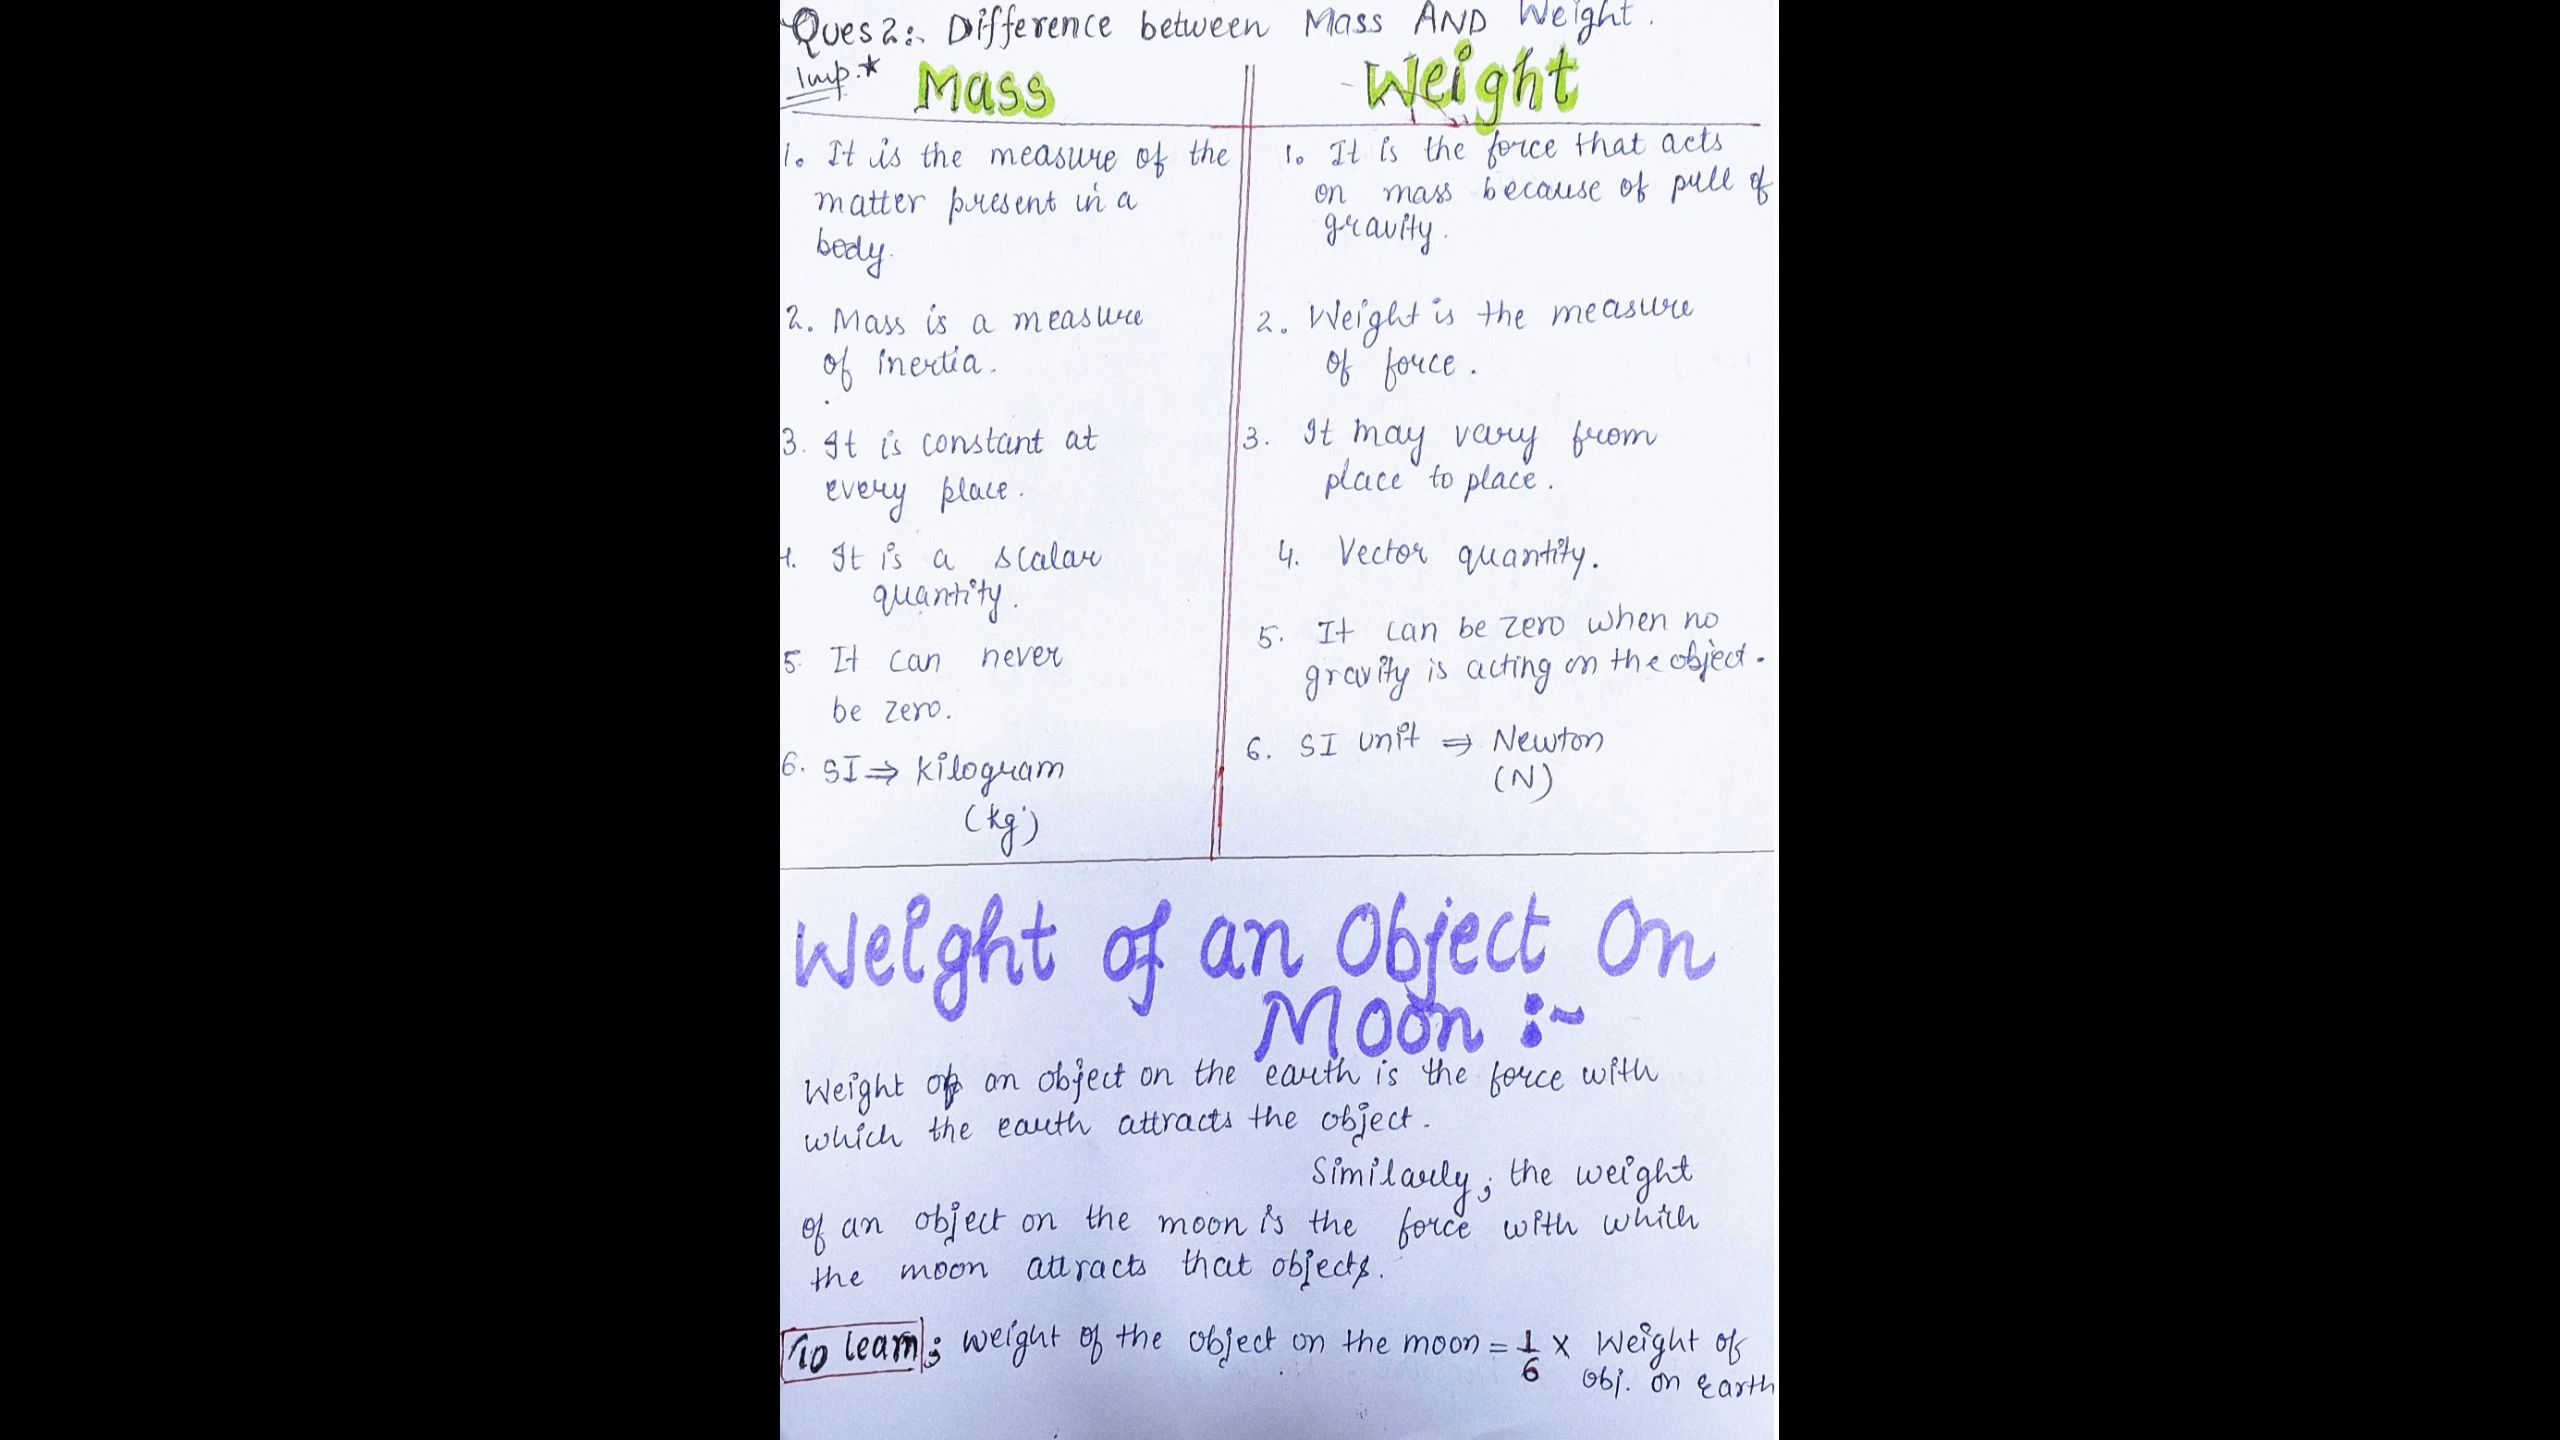 Ques 2:- Difference between Mass AND Weight.
Imp.*
Mass
1. It is the measure of the
matter present in a
body.
2. Mass is a measure
of inertia.
3. It is constant at
every place.
4. It is a scalar
quantity.
5. It can never
be zero.
6. SI ⇒ kilogram
(kg)
Weight
1. It is the force that acts
on mass because of pull of
gravity.
2. Weight is the measure
of force.
3. It may vary from
place to place.
4. Vector quantity.
5. It can be zero when no
gravity is acting on the object.
6. SI unit ⇒ Newton
(N)
Weight of an Object On
Moon :-
Weight of an object on the earth is the force with
which the earth attracts the object.
Similarly, the weight
of an object on the moon is the force with which
the moon attracts that object.
To learn; weight of the object on the moon = 1/6 × Weight of
obj. on Earth